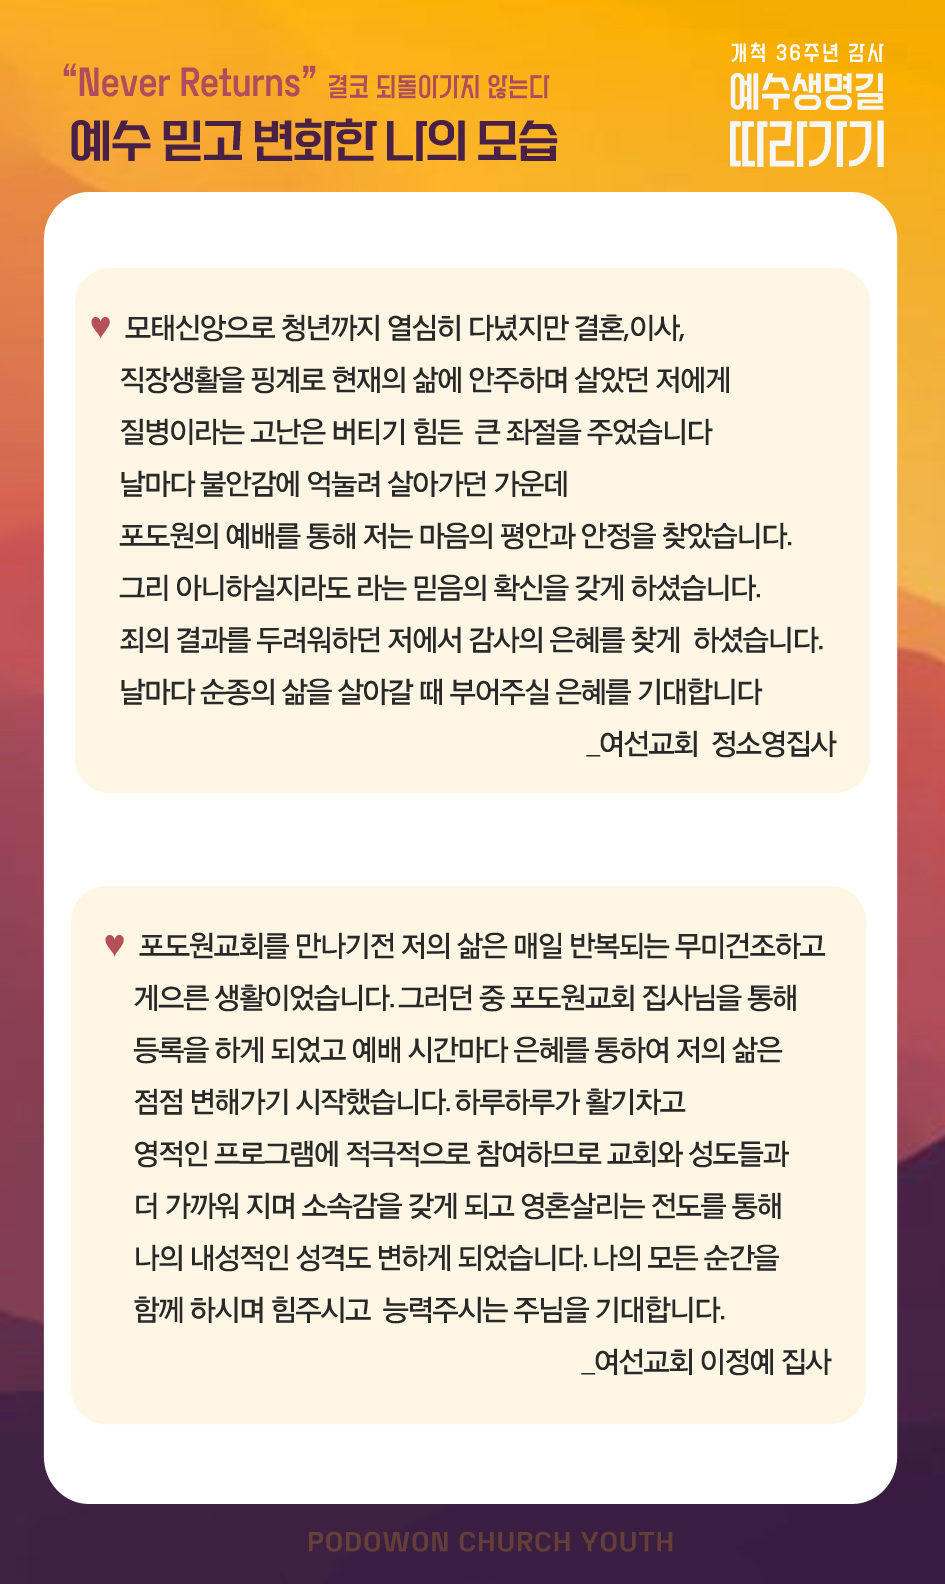 “Never Returns” 결코 되돌아가지 않는다
예수 믿고 변화한 나의 모습
개척 36주년 감사
예수생명길
따라가기
♥ 모태신앙으로 청년까지 열심히 다녔지만 결혼,이사,
직장생활을 핑계로 현재의 삶에 안주하며 살았던 저에게
질병이라는 고난은 버티기 힘든 큰 좌절을 주었습니다
날마다 불안감에 억눌려 살아가던 가운데
포도원의 예배를 통해 저는 마음의 평안과 안정을 찾았습니다.
그리 아니하실지라도 라는 믿음의 확신을 갖게 하셨습니다.
죄의 결과를 두려워하던 저에서 감사의 은혜를 찾게 하셨습니다.
날마다 순종의 삶을 살아갈 때 부어주실 은혜를 기대합니다
_여선교회 정소영집사
♥ 포도원교회를 만나기전 저의 삶은 매일 반복되는 무미건조하고
게으른 생활이었습니다.그러던 중 포도원교회 집사님을 통해
등록을 하게 되었고 예배 시간마다 은혜를 통하여 저의 삶은
점점 변해가기 시작했습니다.하루하루가 활기차고
영적인 프로그램에 적극적으로 참여하므로 교회와 성도들과
더 가까워 지며 소속감을 갖게 되고 영혼살리는 전도를 통해
나의 내성적인 성격도 변하게 되었습니다.나의 모든 순간을
함께 하시며 힘주시고 능력주시는 주님을 기대합니다.
_여선교회 이정예 집사
PODOWON CHURCH YOUTH